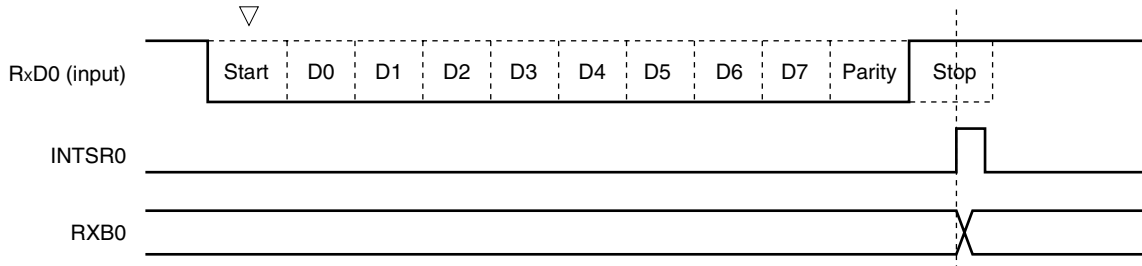 RxD0 (input) Start D0 D1 D2 D3 D4 D5 D6 D7 Parity Stop
INTSR0
RXB0